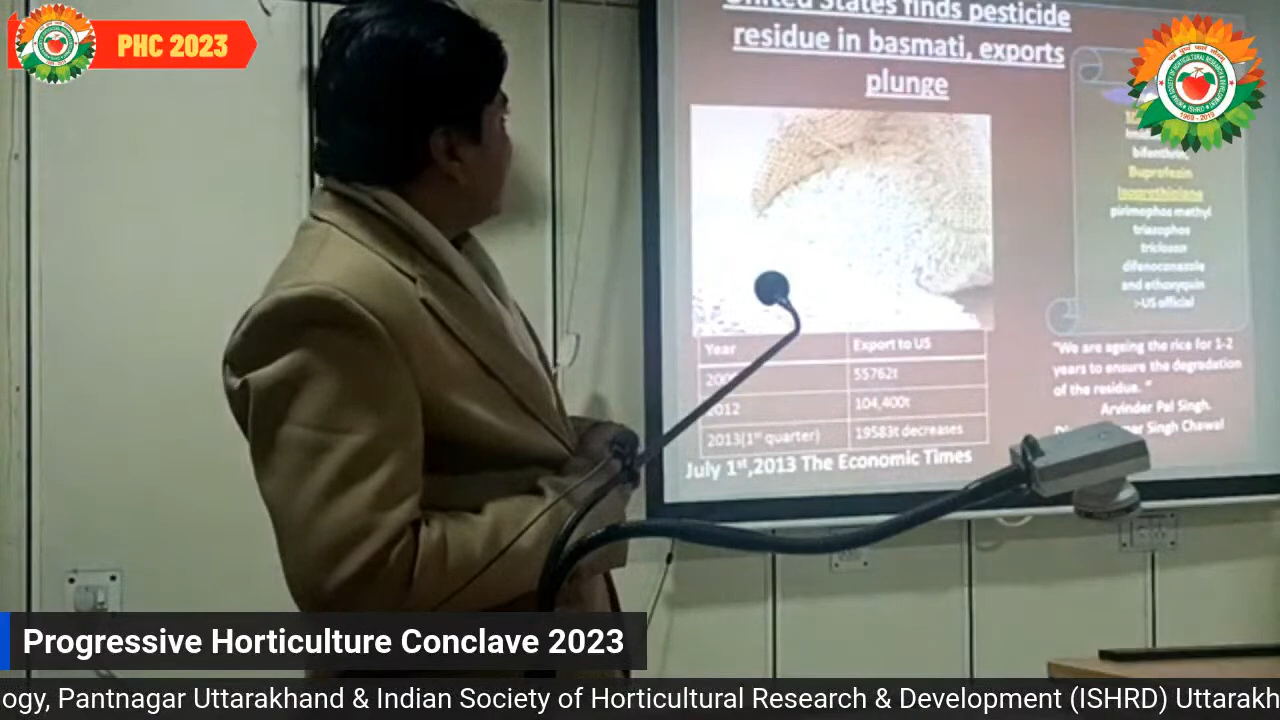 PHC 2023
United States finds pesticide
residue in basmati, exports
plunge
bifenthrin,
Buprofezin
Isoprothiolane
pirimophos methyl
triazophos
triclosan
difenoconazole
and ethoxyquin
:-US official
Year Export to US
55762t
2012 104,400t
2013(1st quarter) 19583t decreases
July 1st,2013 The Economic Times
"We are ageing the rice for 1-2
years to ensure the degradation
of the residue. "
Arvinder Pal Singh.
Singh Chawal
Progressive Horticulture Conclave 2023
ogy, Pantnagar Uttarakhand & Indian Society of Horticultural Research & Development (ISHRD) Uttarakh